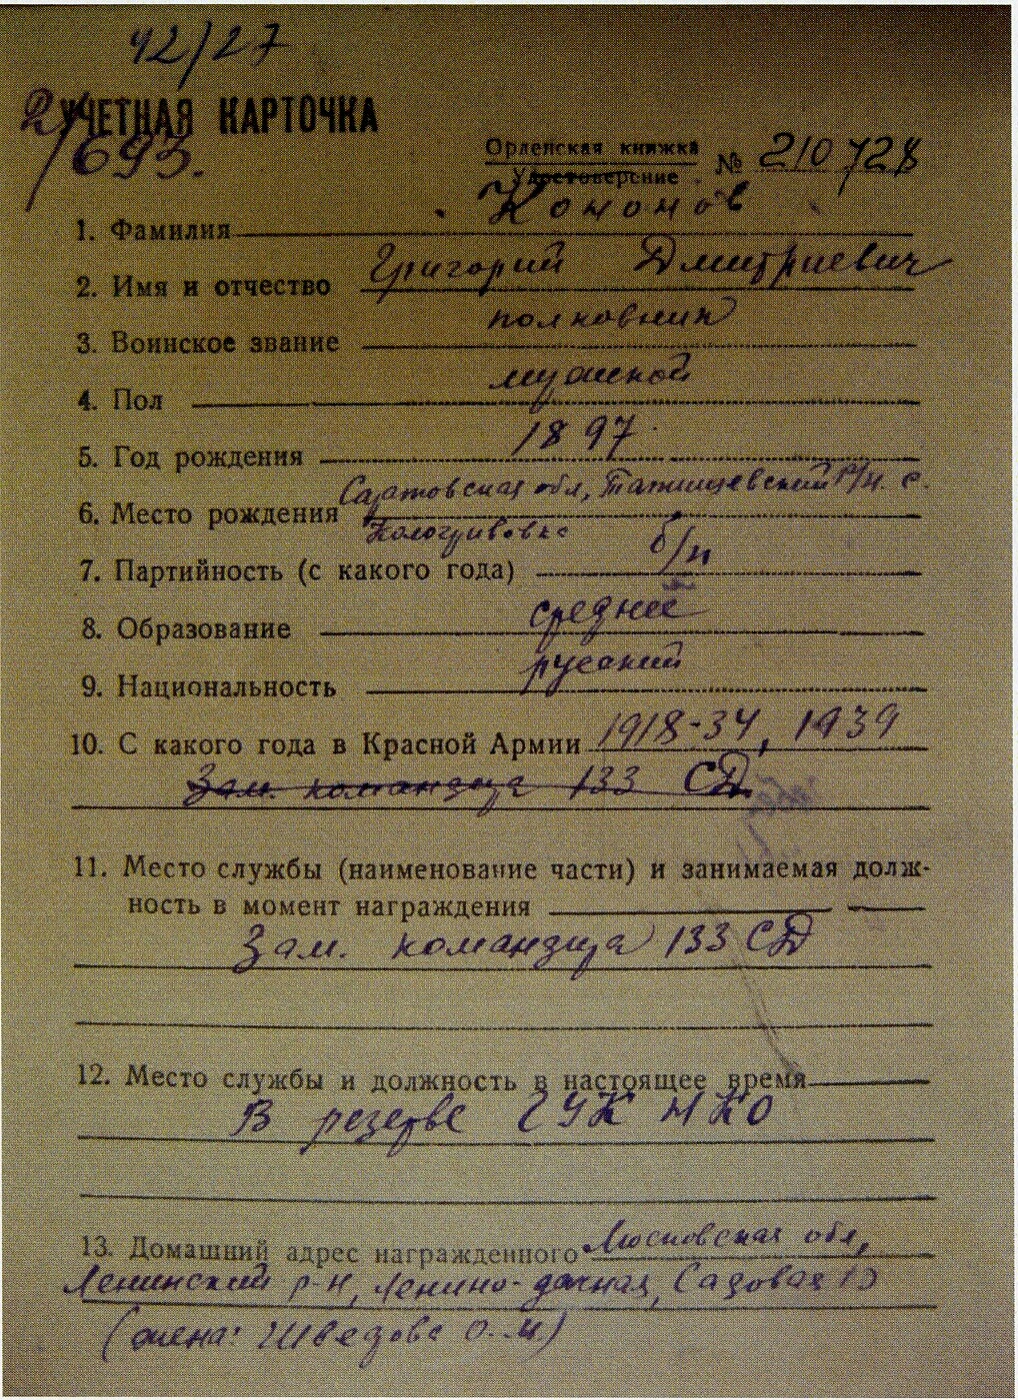 42/27
УЧЕТНАЯ КАРТОЧКА
2/693.
Орденская книжка
Удостоверение № 210728
1. Фамилия Кононов
2. Имя и отчество Григорий Дмитриевич
3. Воинское звание полковник
4. Пол мужской
5. Год рождения 1897
6. Место рождения Саратовская обл, Татищевский р/н. с.
Кологривовка
7. Партийность (с какого года) б/п
8. Образование среднее
9. Национальность русский
10. С какого года в Красной Армии 1918-34, 1939
Зам. командира 133 СД
11. Место службы (наименование части) и занимаемая долж-
ность в момент награждения
Зам. командира 133 СД
12. Место службы и должность в настоящее время
В резерве ГУК НКО
13. Домашний адрес награжденного Московская обл,
Ленинский р-н, Ленино-дачная, Садовая
(жена: Шведова О. М.)